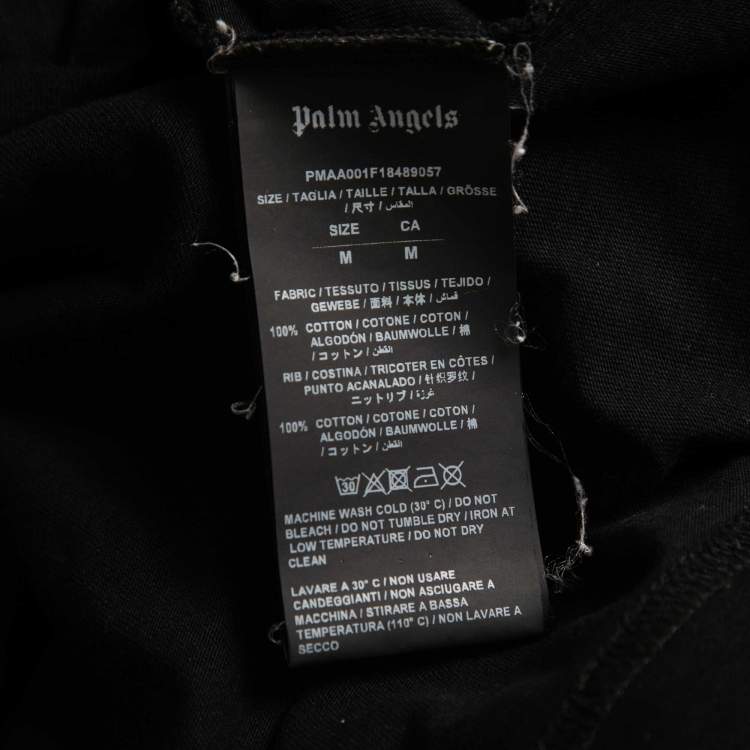 Palm Angels
PMAA001F18489057
SIZE / TAGLIA / TAILLE / TALLA / GRÖSSE
/ 尺寸 / المقاس
SIZE CA
M M
FABRIC / TESSUTO / TISSUS / TEJIDO /
GEWEBE / 面料 / 本体 / قماش
100% COTTON / COTONE / COTON /
ALGODÓN / BAUMWOLLE / 棉
/ コットン / القطن
RIB / COSTINA / TRICOTER EN CÔTES /
PUNTO ACANALADO / 针织罗纹 /
ニットリブ / غرزة
100% COTTON / COTONE / COTON /
ALGODÓN / BAUMWOLLE / 棉
/ コットン / القطن
30
MACHINE WASH COLD (30° C) / DO NOT
BLEACH / DO NOT TUMBLE DRY / IRON AT
LOW TEMPERATURE / DO NOT DRY
CLEAN
LAVARE A 30° C / NON USARE
CANDEGGIANTI / NON ASCIUGARE A
MACCHINA / STIRARE A BASSA
TEMPERATURA (110° C) / NON LAVARE A
SECCO